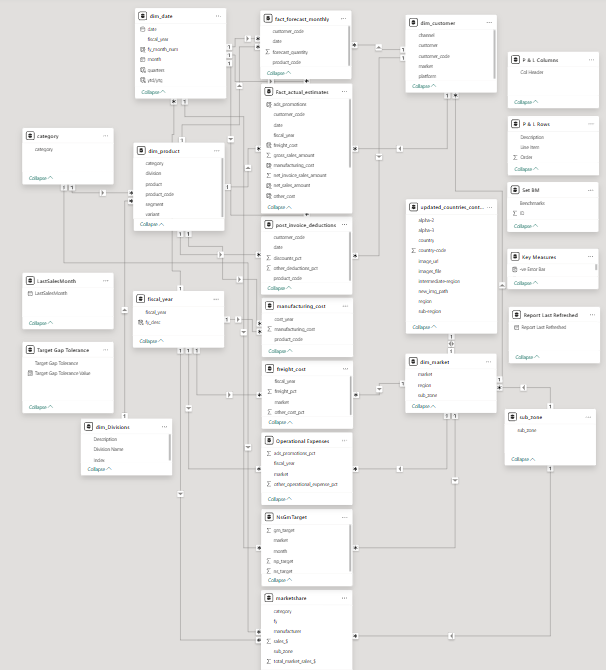 dim_date
date
fiscal_year
fy_month_num
month
quarters
ytd/ytg
Collapse
fact_forecast_monthly
customer_code
date
forecast_quantity
product_code
Collapse
dim_customer
channel
customer
customer_code
market
platform
Collapse
P & L Columns
Col Header
Collapse
Fact_actual_estimates
ads_promotions
customer_code
date
fiscal_year
freight_cost
gross_sales_amount
manufacturing_cost
net_invoice_sales_amount
net_sales_amount
other_cost
Collapse
P & L Rows
Description
Line Item
Order
Collapse
category
category
Collapse
dim_product
category
division
product
product_code
segment
variant
Collapse
Set BM
Benchmarks
ID
Collapse
updated_countries_cont...
alpha-2
alpha-3
country
country-code
image_url
images_file
intermediate-region
new_img_path
region
sub-region
Collapse
post_invoice_deductions
customer_code
date
discounts_pct
other_deductions_pct
product_code
Collapse
Key Measures
-ve Error Bar
Collapse
LastSalesMonth
LastSalesMonth
Collapse
fiscal_year
fiscal_year
fy_desc
Collapse
manufacturing_cost
cost_year
manufacturing_cost
product_code
Collapse
Report Last Refreshed
Report Last Refreshed
Collapse
Target Gap Tolerance
Target Gap Tolerance
Target Gap Tolerance Value
Collapse
freight_cost
fiscal_year
freight_pct
market
other_cost_pct
Collapse
dim_market
market
region
sub_zone
Collapse
dim_Divisions
Description
Division Name
Index
Collapse
sub_zone
sub_zone
Collapse
Operational Expenses
ads_promotions_pct
fiscal_year
market
other_operational_expense_pct
Collapse
NsGmTarget
gm_target
market
month
np_target
ns_target
Collapse
marketshare
category
fy
manufacturer
sales_$
sub_zone
total_market_sales_$